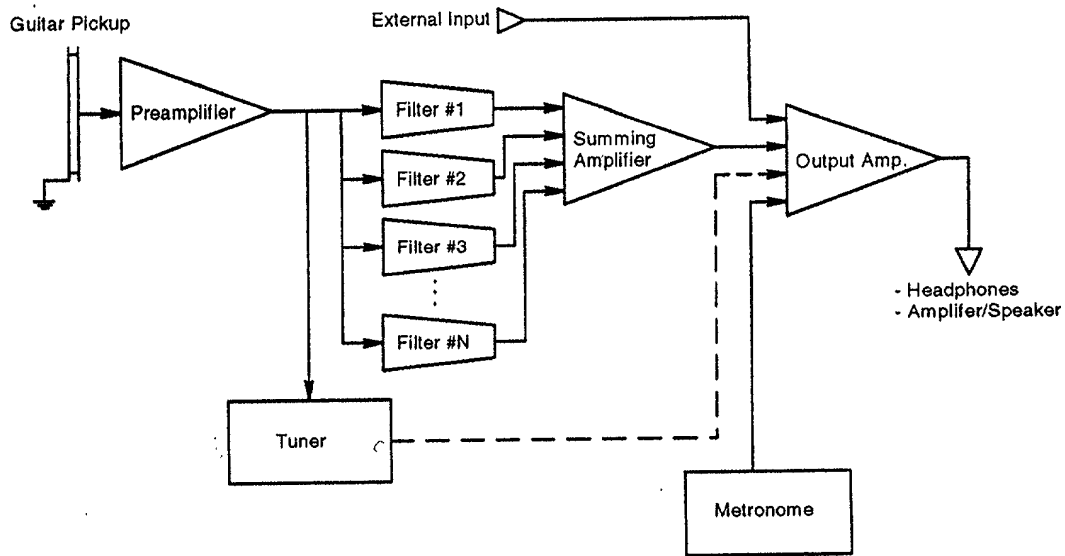 External Input
Guitar Pickup
Preamplifier
Filter #1
Filter #2
Filter #3
Filter #N
Summing
Amplifier
Output Amp.
- Headphones
- Amplifer/Speaker
Tuner
Metronome